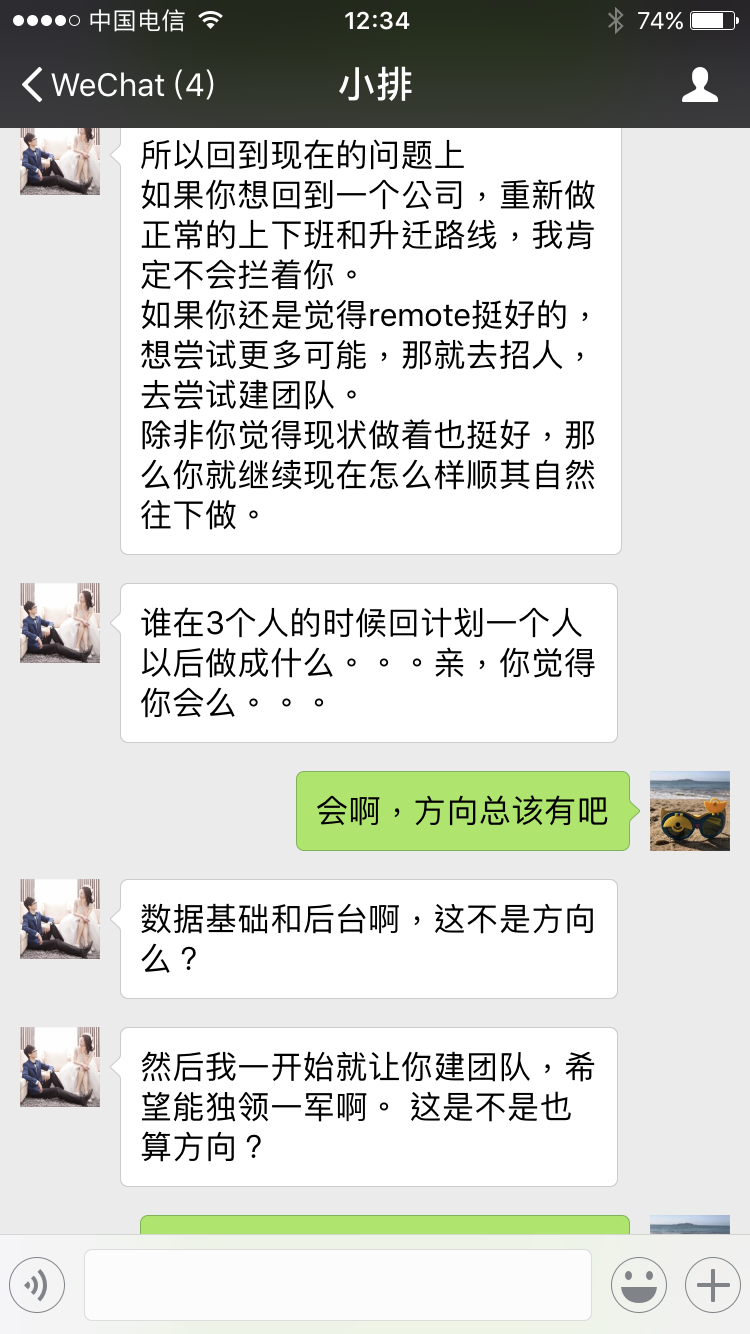 中国电信 12:34 74%
WeChat (4) 小排
所以回到现在的问题上
如果你想回到一个公司，重新做
正常的上下班和升迁路线，我肯
定不会拦着你。
如果你还是觉得remote挺好的，
想尝试更多可能，那就去招人，
去尝试建团队。
除非你觉得现状做着也挺好，那
么你就继续现在怎么样顺其自然
往下做。
谁在3个人的时候回计划一个人
以后做成什么。。。亲，你觉得
你会么。。。
会啊，方向总该有吧
数据基础和后台啊，这不是方向
么？
然后我一开始就让你建团队，希
望能独领一军啊。 这是不是也
算方向？